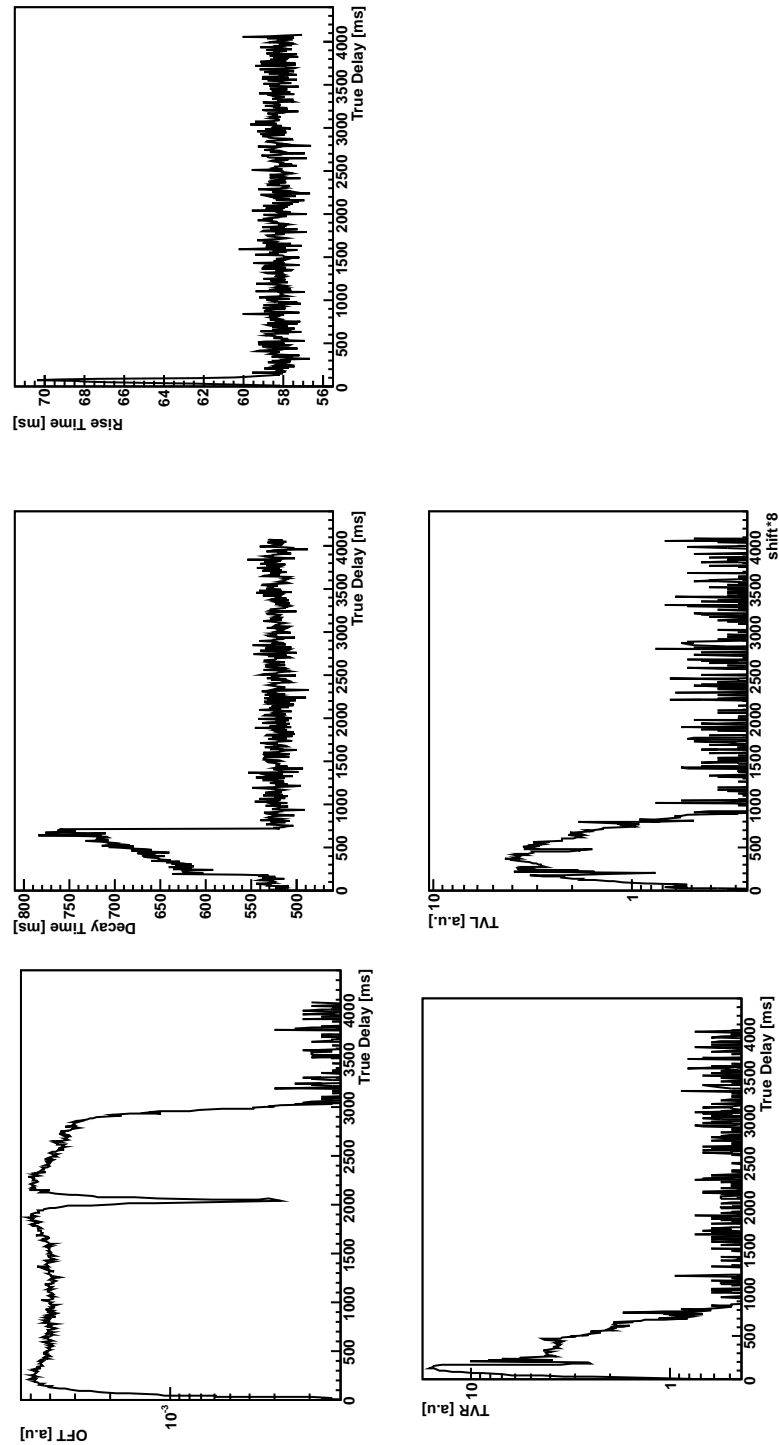 OFT [a.u]
10⁻³
0 500 1000 1500 2000 2500 3000 3500 4000
True Delay [ms]
Decay Time [ms]
800
750
700
650
600
550
500
0 500 1000 1500 2000 2500 3000 3500 4000
True Delay [ms]
Rise Time [ms]
70
68
66
64
62
60
58
56
0 500 1000 1500 2000 2500 3000 3500 4000
True Delay [ms]
TVR [a.u]
10
1
0 500 1000 1500 2000 2500 3000 3500 4000
True Delay [ms]
TVL [a.u.]
10
1
0 500 1000 1500 2000 2500 3000 3500 4000
shift*8